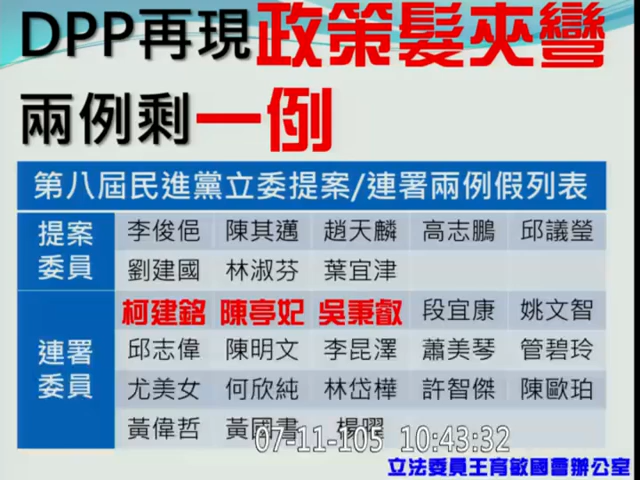 DPP再現政策髮夾彎
兩例剩一例
第八屆民進黨立委提案/連署兩例假列表
提案委員 李俊俋 陳其邁 趙天麟 高志鵬 邱議瑩
劉建國 林淑芬 葉宜津
連署委員 柯建銘 陳亭妃 吳秉叡 段宜康 姚文智
邱志偉 陳明文 李昆澤 蕭美琴 管碧玲
尤美女 何欣純 林岱樺 許智傑 陳歐珀
黃偉哲 黃國書 楊曜
07-11-105 10:43:32
立法委員王育敏國會辦公室